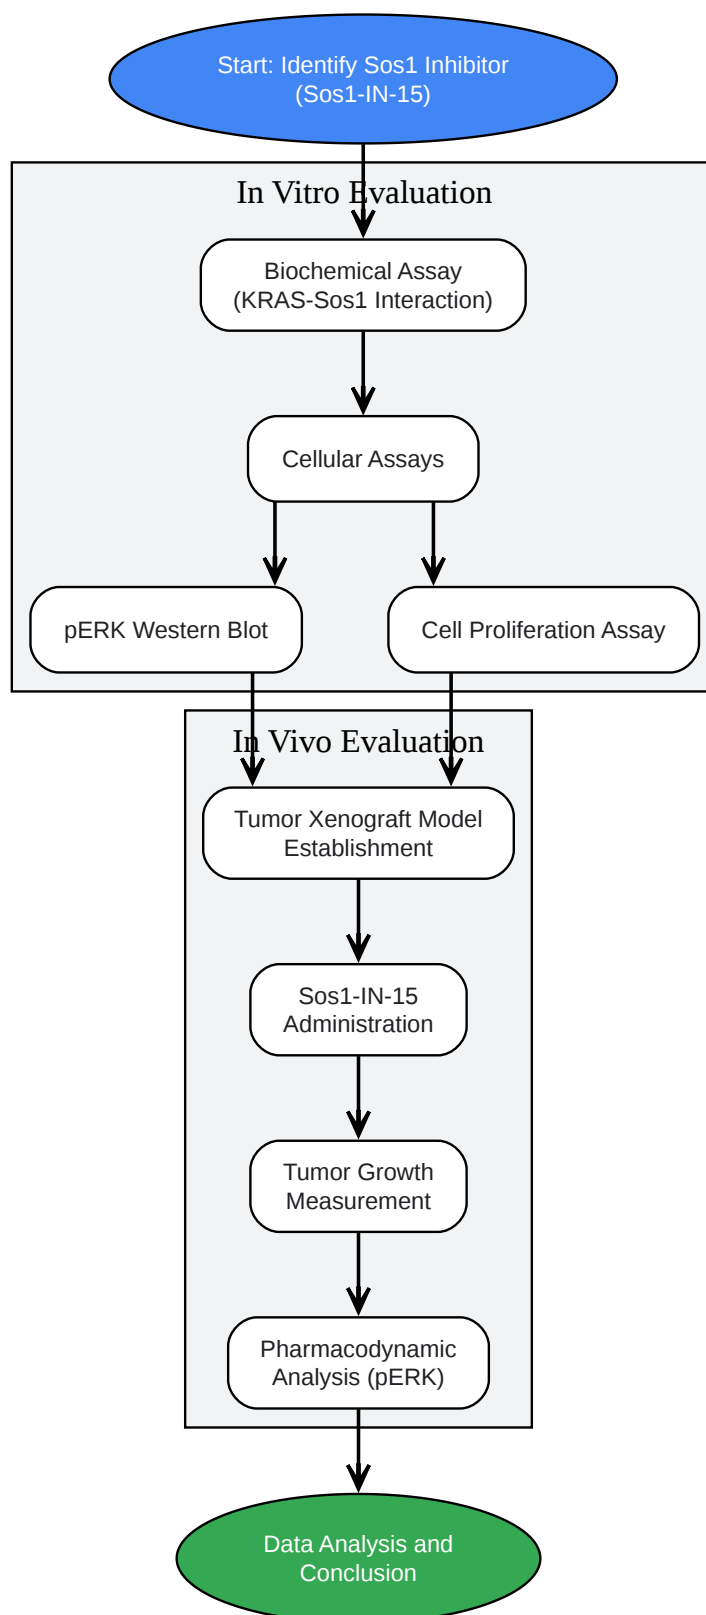 Start: Identify Sos1 Inhibitor
(Sos1-IN-15)
In Vitro Evaluation
Biochemical Assay
(KRAS-Sos1 Interaction)
Cellular Assays
pERK Western Blot
Cell Proliferation Assay
In Vivo Evaluation
Tumor Xenograft Model
Establishment
Sos1-IN-15
Administration
Tumor Growth
Measurement
Pharmacodynamic
Analysis (pERK)
Data Analysis and
Conclusion